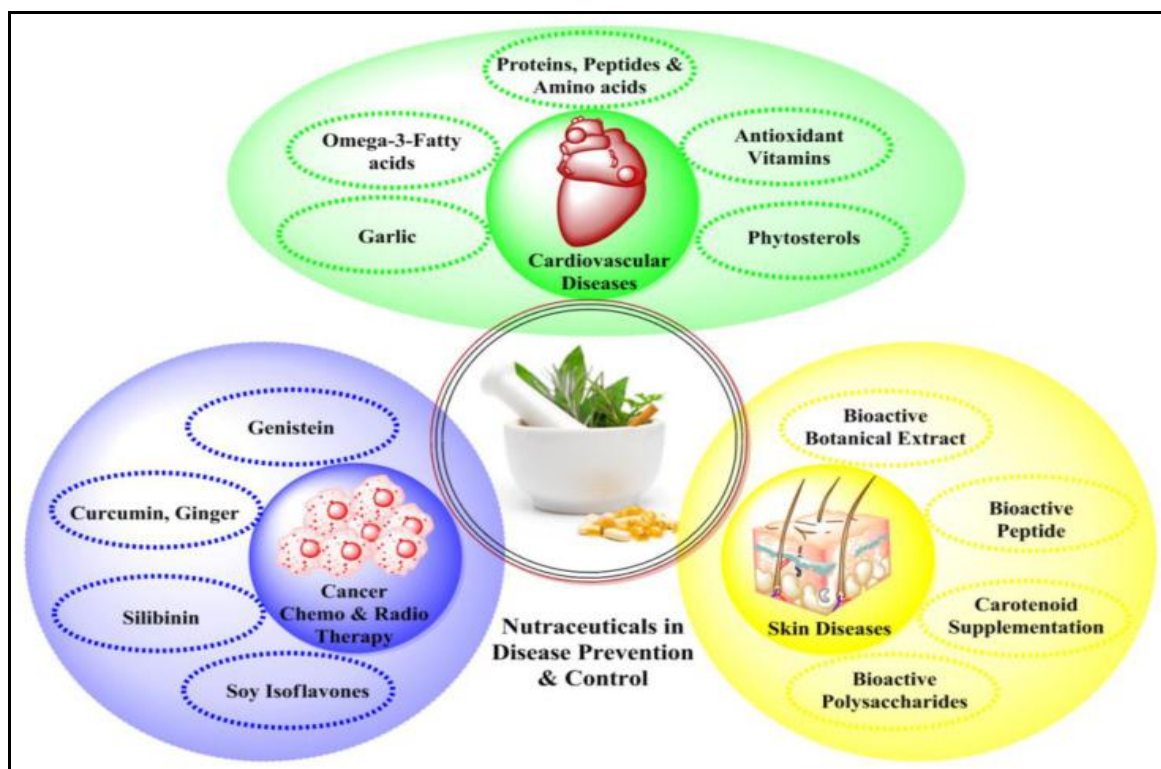 Proteins, Peptides &
Amino acids
Omega-3-Fatty
acids
Antioxidant
Vitamins
Garlic
Phytosterols
Cardiovascular
Diseases
Genistein
Curcumin, Ginger
Silibinin
Soy Isoflavones
Cancer
Chemo & Radio
Therapy
Nutraceuticals in
Disease Prevention
& Control
Bioactive
Botanical Extract
Bioactive
Peptide
Carotenoid
Supplementation
Bioactive
Polysaccharides
Skin Diseases